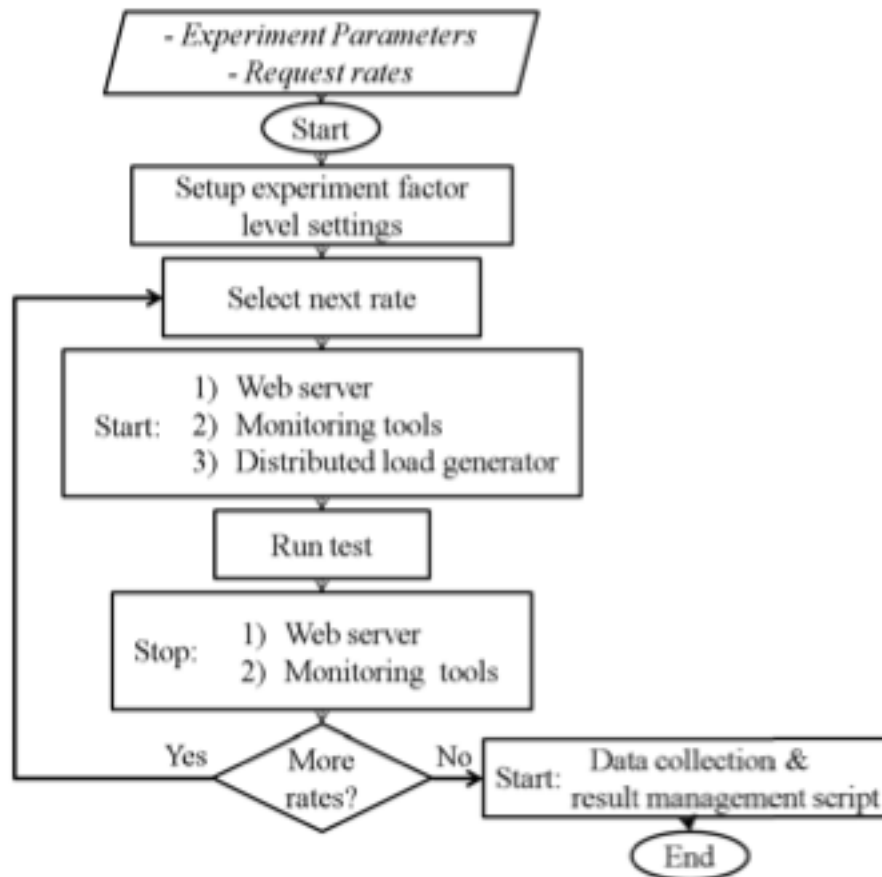 - Experiment Parameters
- Request rates
Start
Setup experiment factor
level settings
Select next rate
Start:
1) Web server
2) Monitoring tools
3) Distributed load generator
Run test
Stop:
1) Web server
2) Monitoring tools
More
rates?
Yes
No
Start:
Data collection &
result management script
End